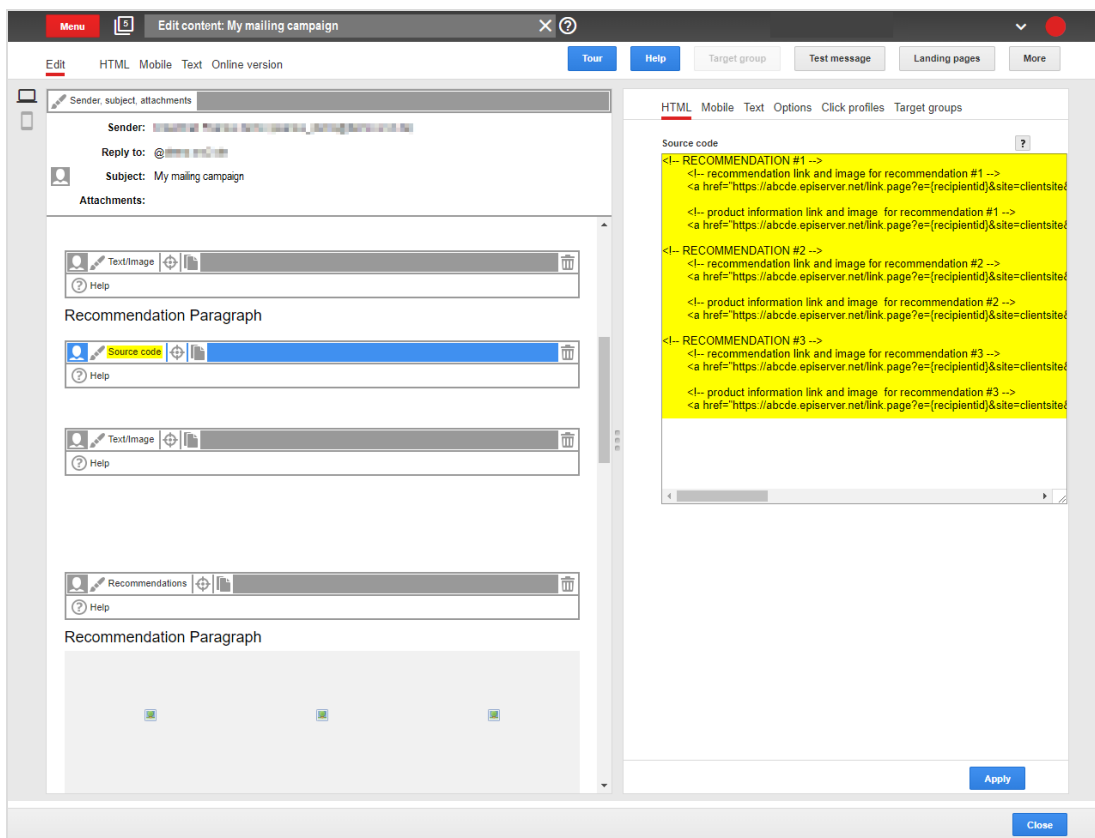 Menu
5
Edit content: My mailing campaign
Edit HTML Mobile Text Online version
Tour Help Target group Test message Landing pages More
Sender, subject, attachments
Sender:
Reply to: @
Subject: My mailing campaign
Attachments:
Text/Image
? Help
Recommendation Paragraph
Source code
? Help
Text/Image
? Help
Recommendations
? Help
Recommendation Paragraph
HTML Mobile Text Options Click profiles Target groups
Source code ?
<!-- RECOMMENDATION #1 -->
<!-- recommendation link and image for recommendation #1 -->
<a href="https://abcde.episerver.net/link.page?e={recipientid}&site=clientsite&
<!-- product information link and image  for recommendation #1 -->
<a href="https://abcde.episerver.net/link.page?e={recipientid}&site=clientsite&
<!-- RECOMMENDATION #2 -->
<!-- recommendation link and image for recommendation #2 -->
<a href="https://abcde.episerver.net/link.page?e={recipientid}&site=clientsite&
<!-- product information link and image  for recommendation #2 -->
<a href="https://abcde.episerver.net/link.page?e={recipientid}&site=clientsite&
<!-- RECOMMENDATION #3 -->
<!-- recommendation link and image for recommendation #3 -->
<a href="https://abcde.episerver.net/link.page?e={recipientid}&site=clientsite&
<!-- product information link and image  for recommendation #3 -->
<a href="https://abcde.episerver.net/link.page?e={recipientid}&site=clientsite&
Apply
Close